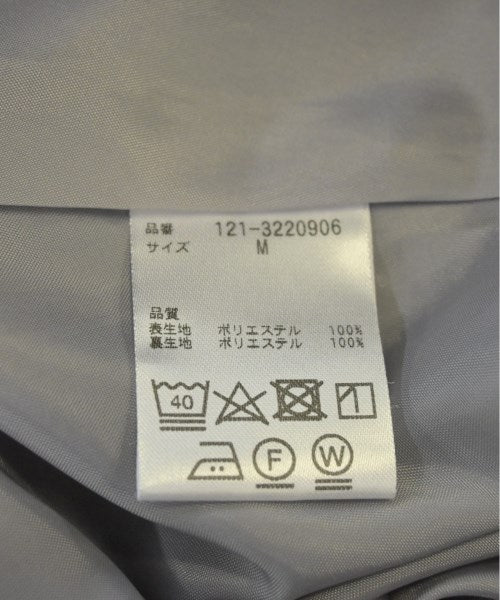 品番 121-3220906
サイズ M
品質
表生地 ポリエステル 100%
裏生地 ポリエステル 100%
40
F W